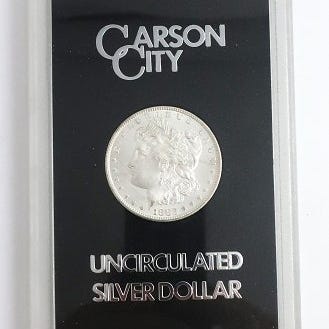 CARSON
CITY
UNCIRCULATED
SILVER DOLLAR